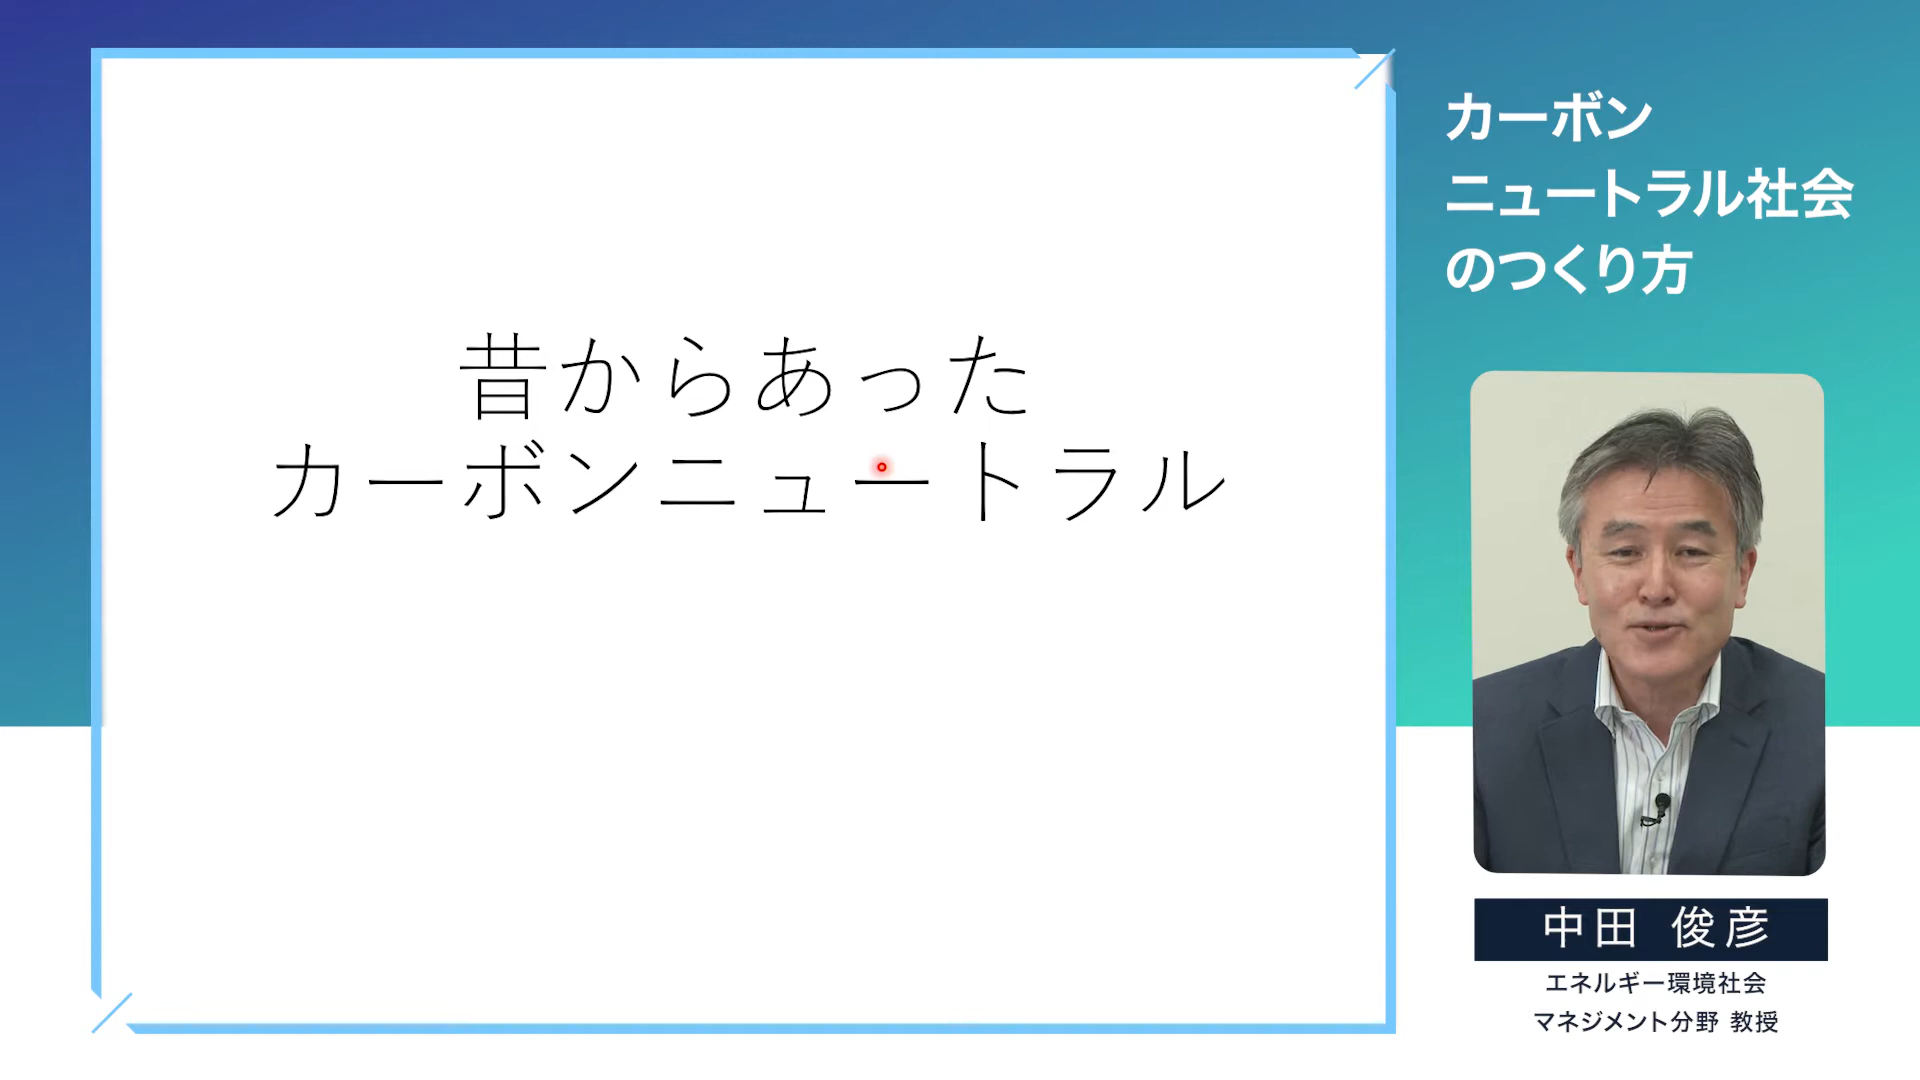 昔からあった
カーボンニュートラル
カーボン
ニュートラル社会
のつくり方
中田 俊彦
エネルギー環境社会
マネジメント分野 教授